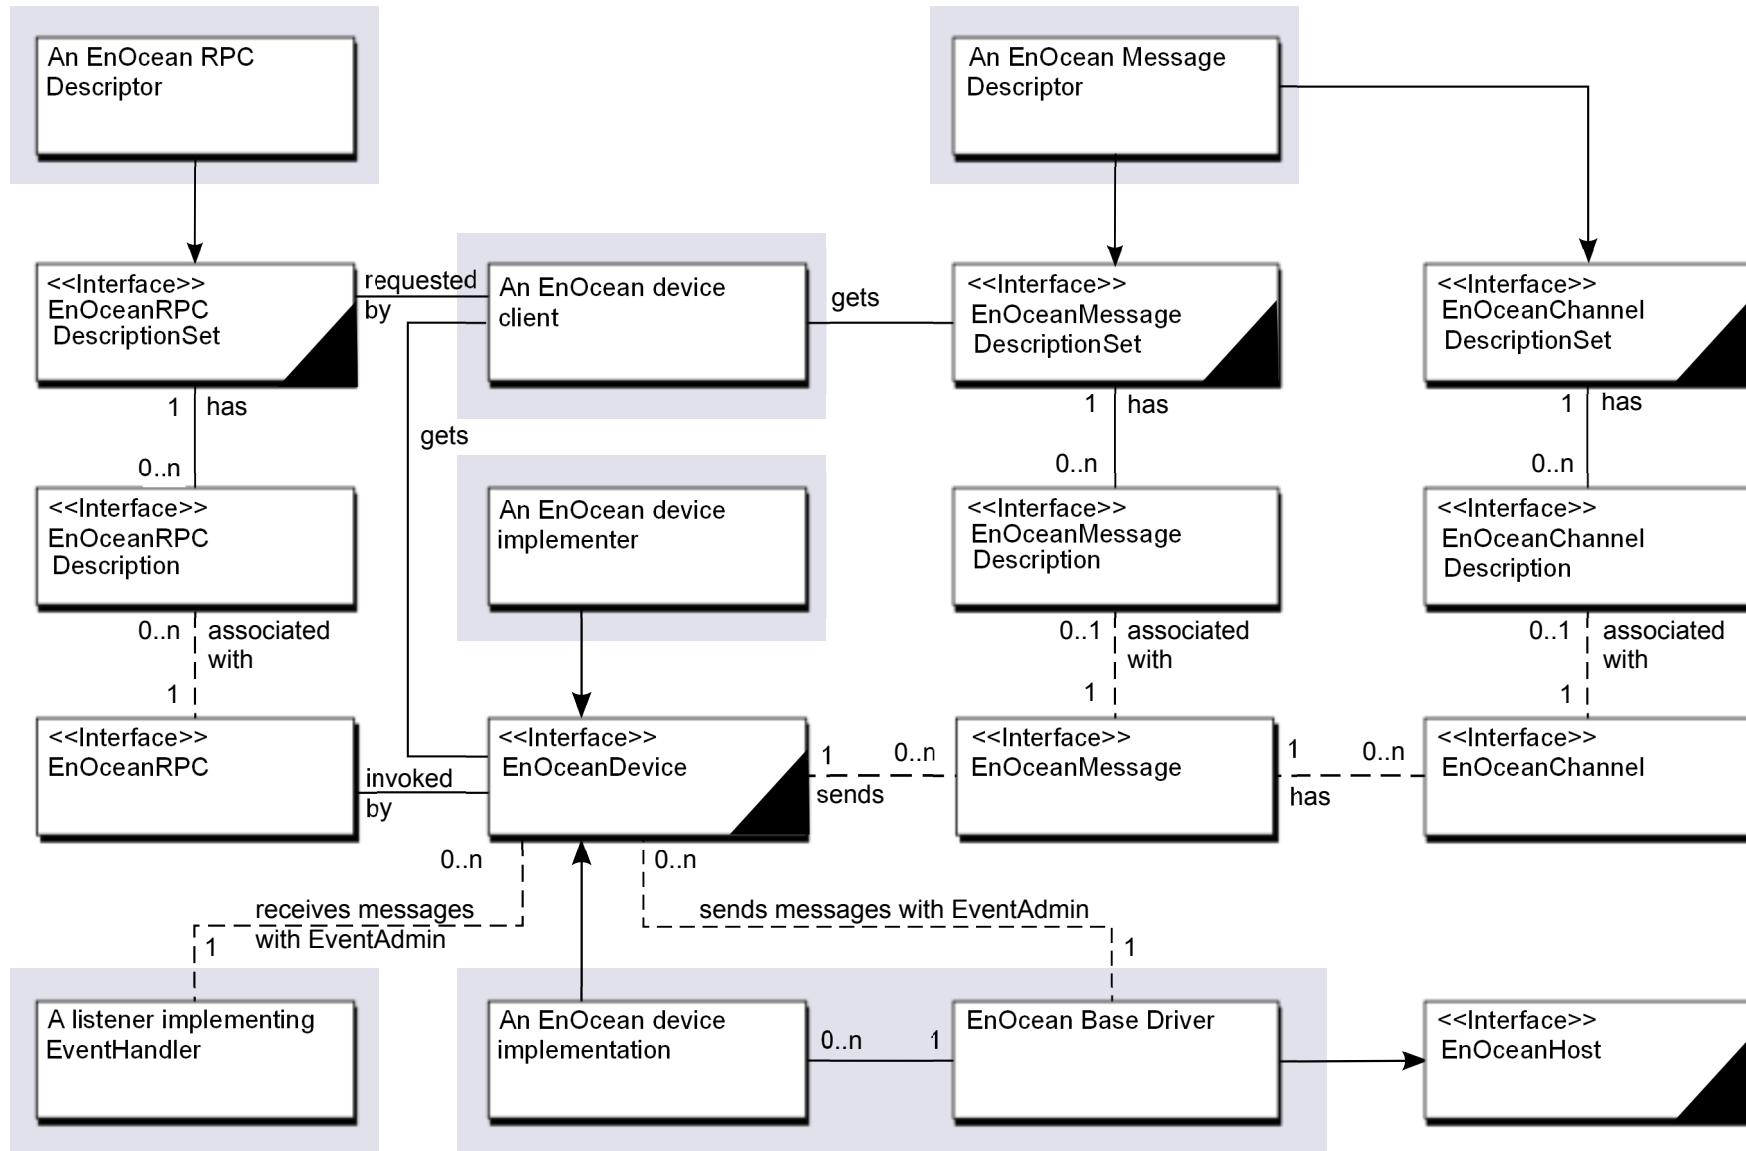 An EnOcean RPC
Descriptor
An EnOcean Message
Descriptor
<<Interface>>
EnOceanRPC
DescriptionSet
requested
by
An EnOcean device
client
gets
<<Interface>>
EnOceanMessage
DescriptionSet
<<Interface>>
EnOceanChannel
DescriptionSet
1 has
0..n
gets
1 has
0..n
1 has
0..n
<<Interface>>
EnOceanRPC
Description
An EnOcean device
implementer
<<Interface>>
EnOceanMessage
Description
<<Interface>>
EnOceanChannel
Description
0..n associated
with
1
0..1 associated
with
1
0..1 associated
with
1
<<Interface>>
EnOceanRPC
invoked
by
<<Interface>>
EnOceanDevice
1 0..n
sends
<<Interface>>
EnOceanMessage
1 0..n
has
<<Interface>>
EnOceanChannel
0..n
0..n
receives messages
with EventAdmin
1
sends messages with EventAdmin
1
A listener implementing
EventHandler
An EnOcean device
implementation
0..n 1
EnOcean Base Driver
<<Interface>>
EnOceanHost